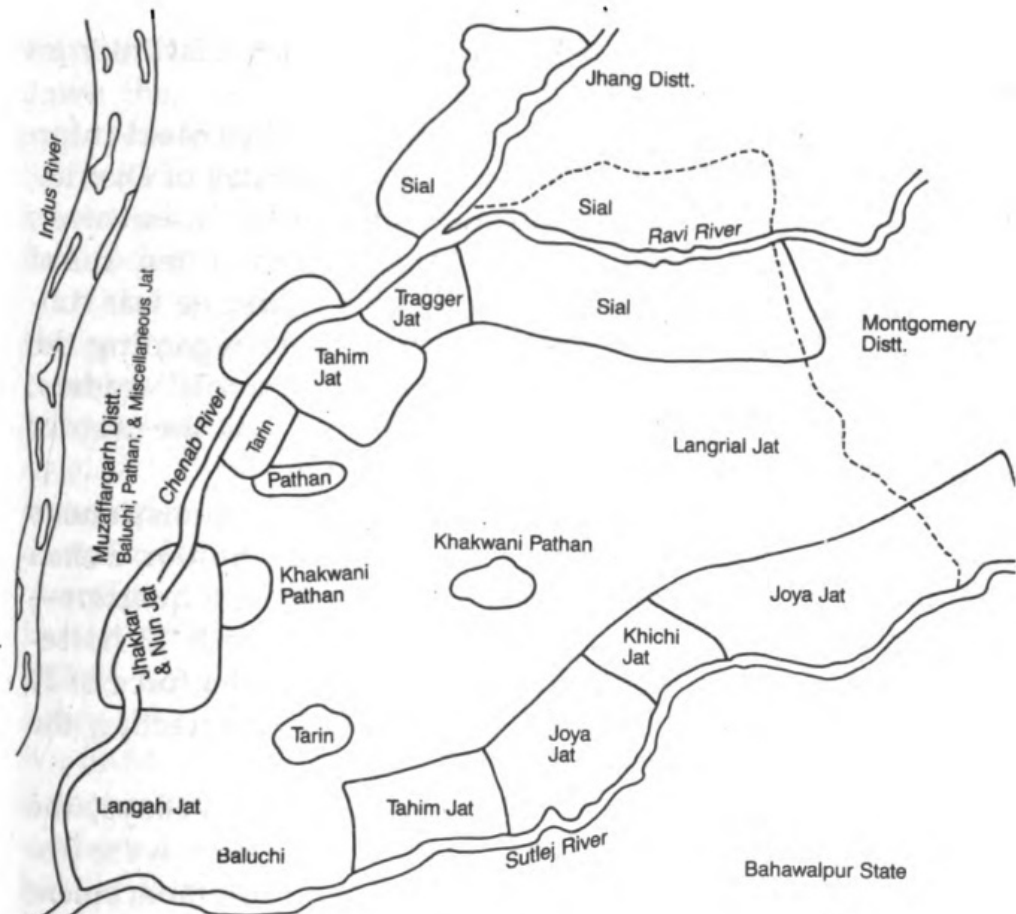 Jhang Distt.
Indus River
Sial
Sial
Ravi River
Tragger
Jat
Sial
Montgomery
Distt.
Tahim
Jat
Muzaffargarh Distt.
Baluchi, Pathan, & Miscellaneous Jat
Chenab River
Tarin
Langrial Jat
Pathan
Khakwani Pathan
Khakwani
Pathan
Joya Jat
Jhakkar
& Nun Jat
Khichi
Jat
Tarin
Joya
Jat
Langah Jat
Tahim Jat
Baluchi
Sutlej River
Bahawalpur State